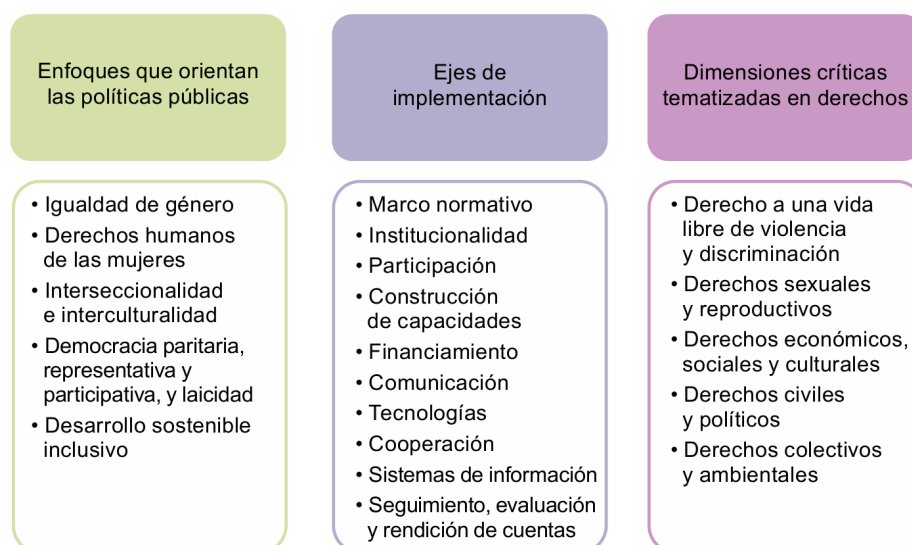 Enfoques que orientan
las políticas públicas
• Igualdad de género
• Derechos humanos
de las mujeres
• Interseccionalidad
e interculturalidad
• Democracia paritaria,
representativa y
participativa, y laicidad
• Desarrollo sostenible
inclusivo
Ejes de
implementación
• Marco normativo
• Institucionalidad
• Participación
• Construcción
de capacidades
• Financiamiento
• Comunicación
• Tecnologías
• Cooperación
• Sistemas de información
• Seguimiento, evaluación
y rendición de cuentas
Dimensiones críticas
tematizadas en derechos
• Derecho a una vida
libre de violencia
y discriminación
• Derechos sexuales
y reproductivos
• Derechos económicos,
sociales y culturales
• Derechos civiles
y políticos
• Derechos colectivos
y ambientales